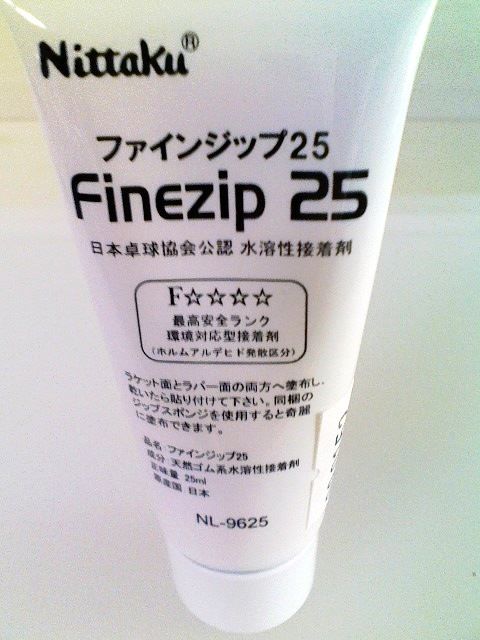 Nittaku®
ファインジップ25
Finezip 25
日本卓球協会公認 水溶性接着剤
F☆☆☆☆
最高安全ランク
環境対応型接着剤
(ホルムアルデヒド発散区分)
ラケット面とラバー面の両方へ塗布し、
乾いたら貼り付けて下さい。同梱の
ジップスポンジを使用すると奇麗
に塗布できます。
品名 ファインジップ25
成分 天然ゴム系水溶性接着剤
正味量 25ml
原産国 日本
NL-9625